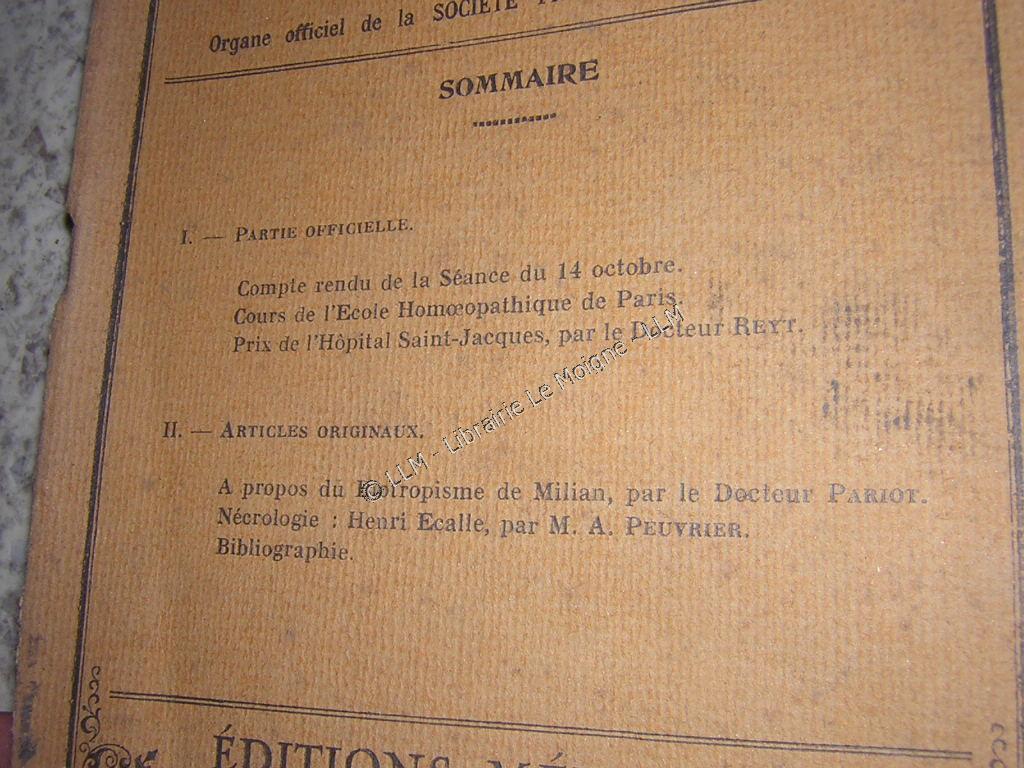 Organe officiel de la SOCIÉTÉ
SOMMAIRE
I. — PARTIE OFFICIELLE.
Compte rendu de la Séance du 14 octobre.
Cours de l'Ecole Homœopathique de Paris.
Prix de l'Hôpital Saint-Jacques, par le Docteur REYT.
II. — ARTICLES ORIGINAUX.
A propos du Biotropisme de Milian, par le Docteur PARIOT.
Nécrologie : Henri Ecalle, par M. A. PEUVRIER.
Bibliographie.
ÉDITIONS
© LLM - Librairie Le Moigne - LLM